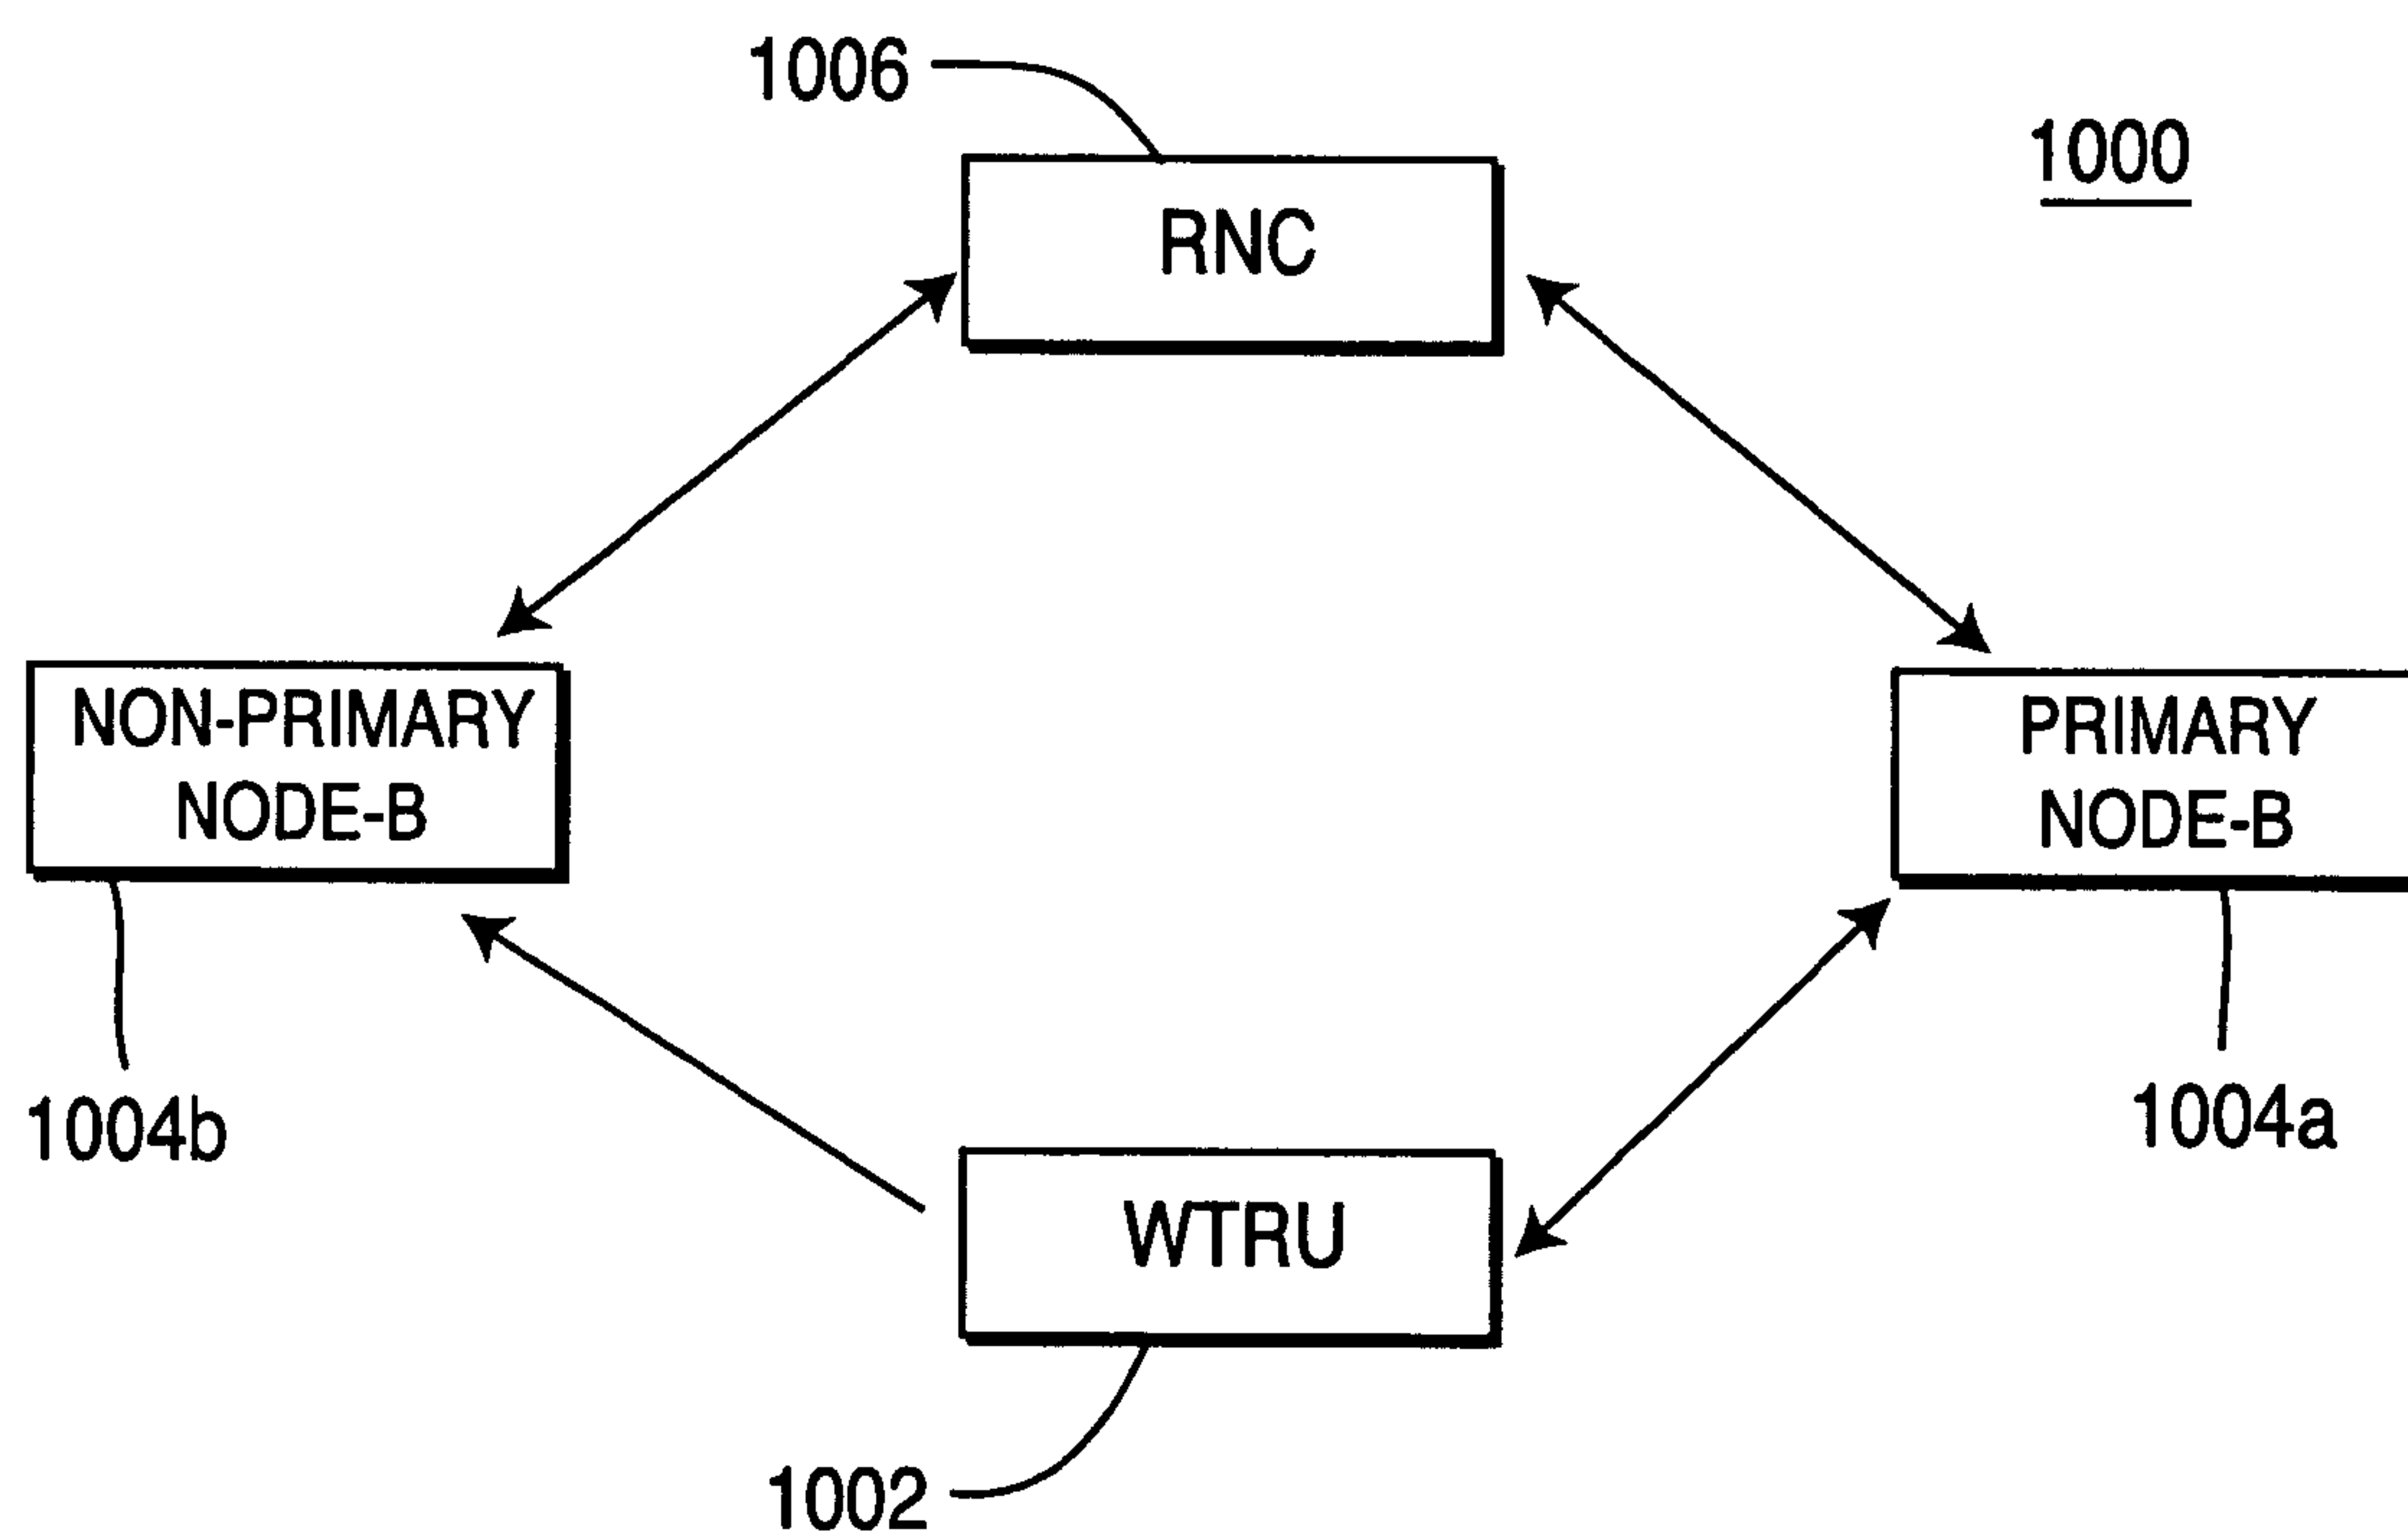 1006
1000
RNC
NON-PRIMARY
NODE-B
PRIMARY
NODE-B
1004b
1004a
WTRU
1002